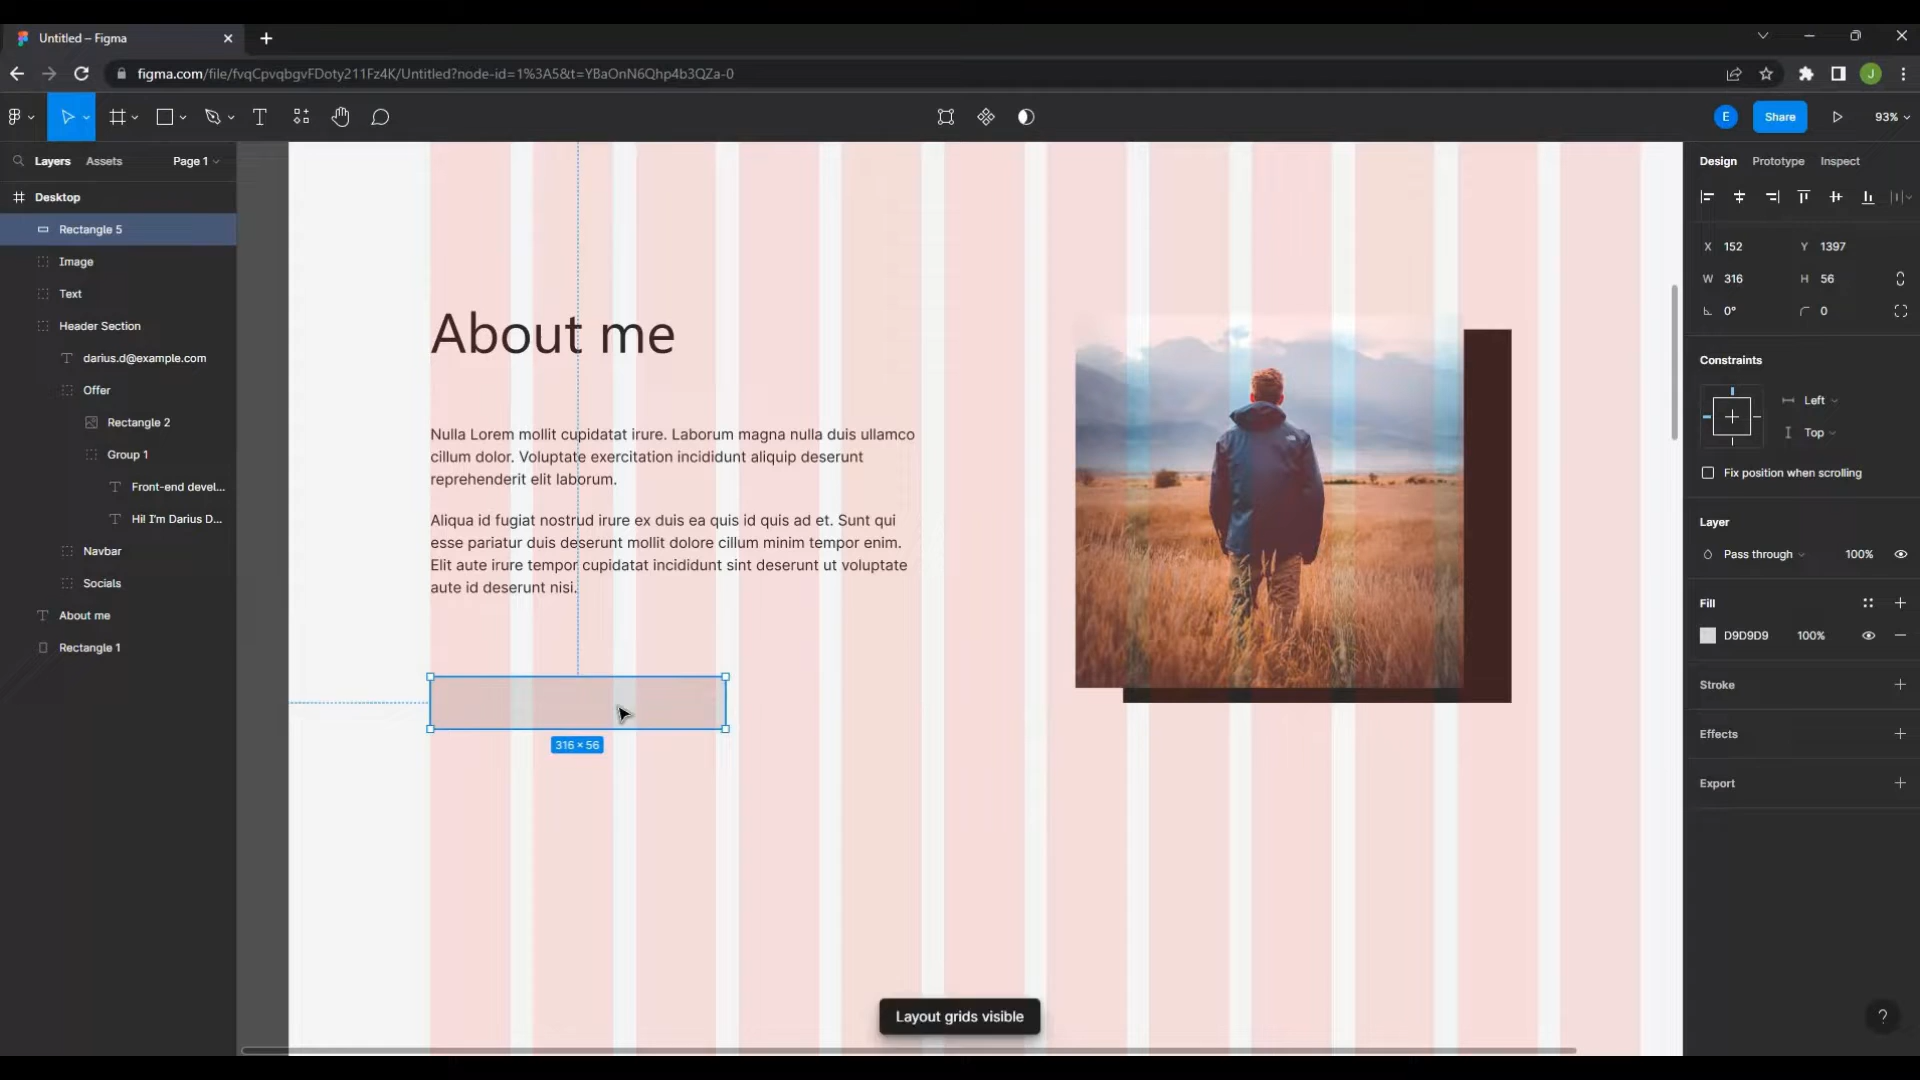 Untitled – Figma
figma.com/file/fvqCpvqbgvFDoty211Fz4K/Untitled?node-id=1%3A5&t=YBaOnN6Qhp4b3QZa-0
J
E
Share
93%
Layers
Assets
Page 1
Design
Prototype
Inspect
Desktop
Rectangle 5
Image
Text
Header Section
darius.d@example.com
Offer
Rectangle 2
Group 1
Front-end devel...
Hi! I'm Darius D...
Navbar
Socials
About me
Rectangle 1
About me
Nulla Lorem mollit cupidatat irure. Laborum magna nulla duis ullamco
cillum dolor. Voluptate exercitation incididunt aliquip deserunt
reprehenderit elit laborum.
Aliqua id fugiat nostrud irure ex duis ea quis id quis ad et. Sunt qui
esse pariatur duis deserunt mollit dolore cillum minim tempor enim.
Elit aute irure tempor cupidatat incididunt sint deserunt ut voluptate
aute id deserunt nisi.
316 × 56
Layout grids visible
X 152
Y 1397
W 316
H 56
0°
0
Constraints
Left
Top
Fix position when scrolling
Layer
Pass through
100%
Fill
D9D9D9
100%
Stroke
Effects
Export
?